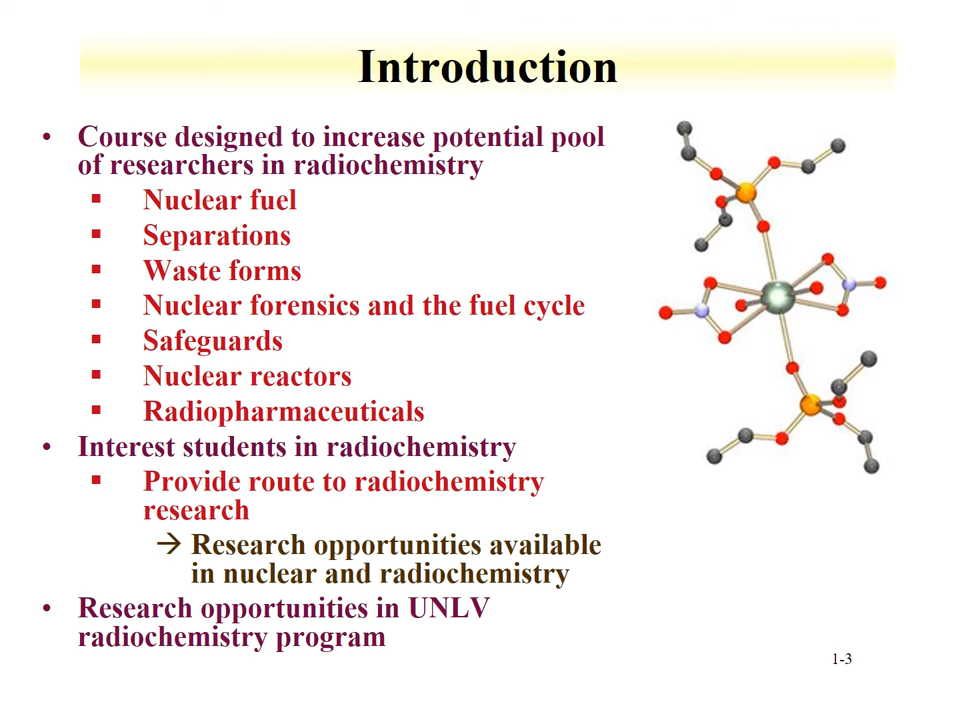 Introduction
• Course designed to increase potential pool
of researchers in radiochemistry
▪ Nuclear fuel
▪ Separations
▪ Waste forms
▪ Nuclear forensics and the fuel cycle
▪ Safeguards
▪ Nuclear reactors
▪ Radiopharmaceuticals
• Interest students in radiochemistry
▪ Provide route to radiochemistry
research
→ Research opportunities available
in nuclear and radiochemistry
• Research opportunities in UNLV
radiochemistry program
1-3